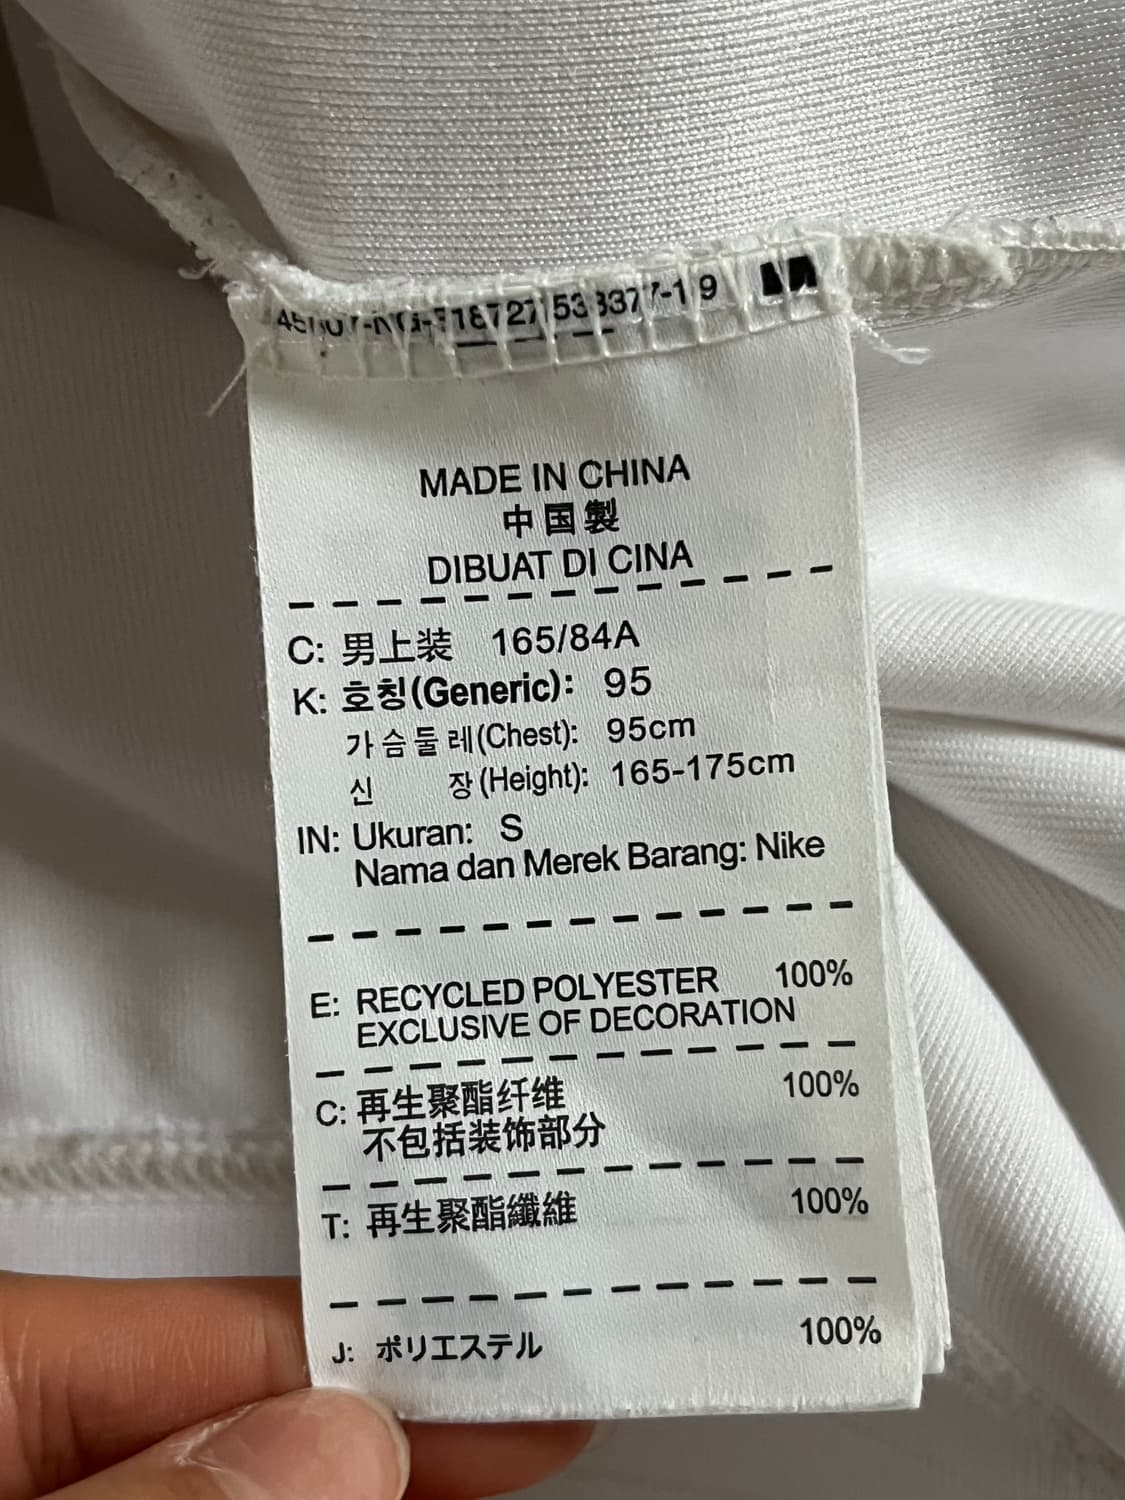 MADE IN CHINA
中国製
DIBUAT DI CINA
C: 男上装 165/84A
K: 호칭(Generic): 95
가슴둘레(Chest): 95cm
신 장(Height): 165-175cm
IN: Ukuran: S
Nama dan Merek Barang: Nike
E: RECYCLED POLYESTER 100%
EXCLUSIVE OF DECORATION
C: 再生聚酯纤维 100%
不包括装饰部分
T: 再生聚酯纖維 100%
J: ポリエステル 100%